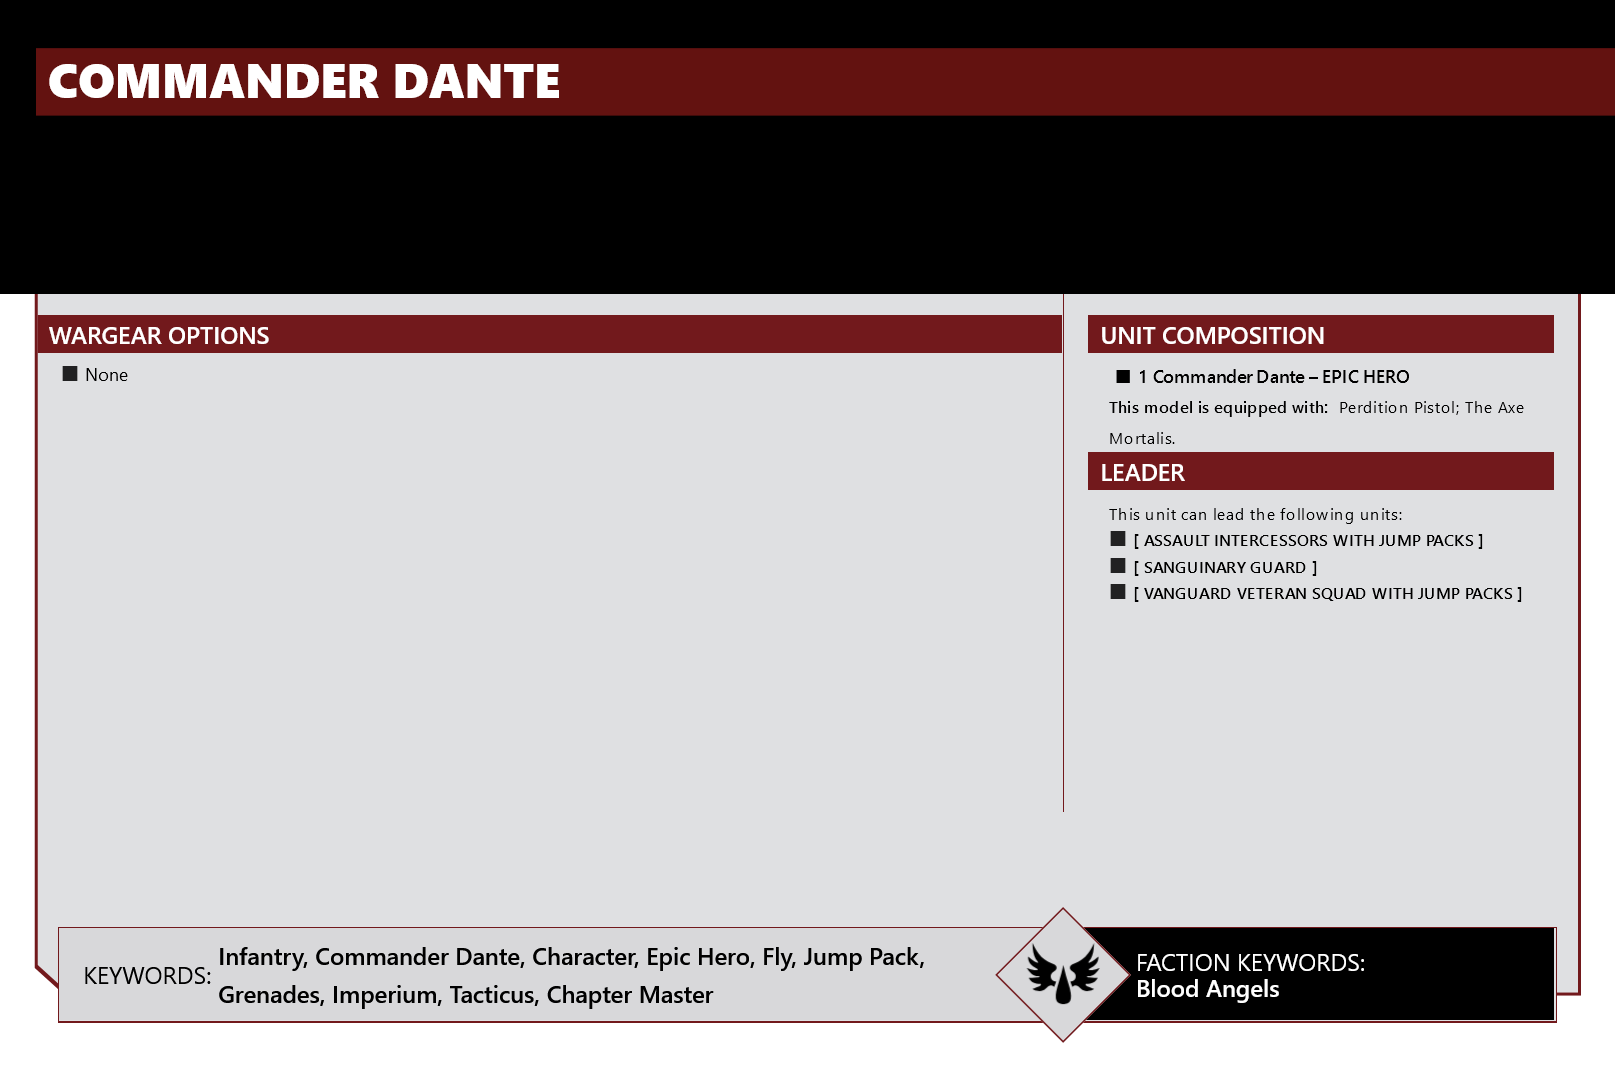 COMMANDER DANTE
WARGEAR OPTIONS
■ None
UNIT COMPOSITION
■ 1 Commander Dante – EPIC HERO
This model is equipped with: Perdition Pistol; The Axe
Mortalis.
LEADER
This unit can lead the following units:
■ [ ASSAULT INTERCESSORS WITH JUMP PACKS ]
■ [ SANGUINARY GUARD ]
■ [ VANGUARD VETERAN SQUAD WITH JUMP PACKS ]
KEYWORDS: Infantry, Commander Dante, Character, Epic Hero, Fly, Jump Pack,
Grenades, Imperium, Tacticus, Chapter Master
FACTION KEYWORDS:
Blood Angels